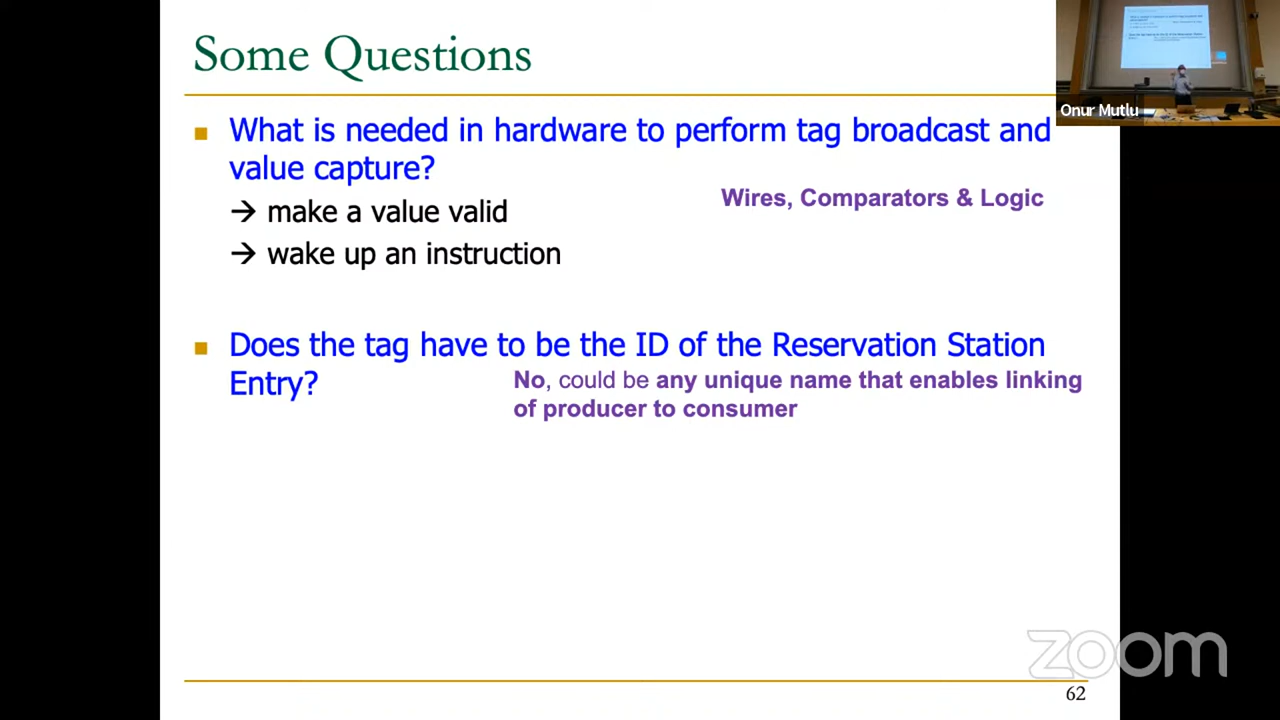 Some Questions
Onur Mutlu
What is needed in hardware to perform tag broadcast and
value capture?
Wires, Comparators & Logic
→ make a value valid
→ wake up an instruction
Does the tag have to be the ID of the Reservation Station
Entry?
No, could be any unique name that enables linking
of producer to consumer
zoom
62